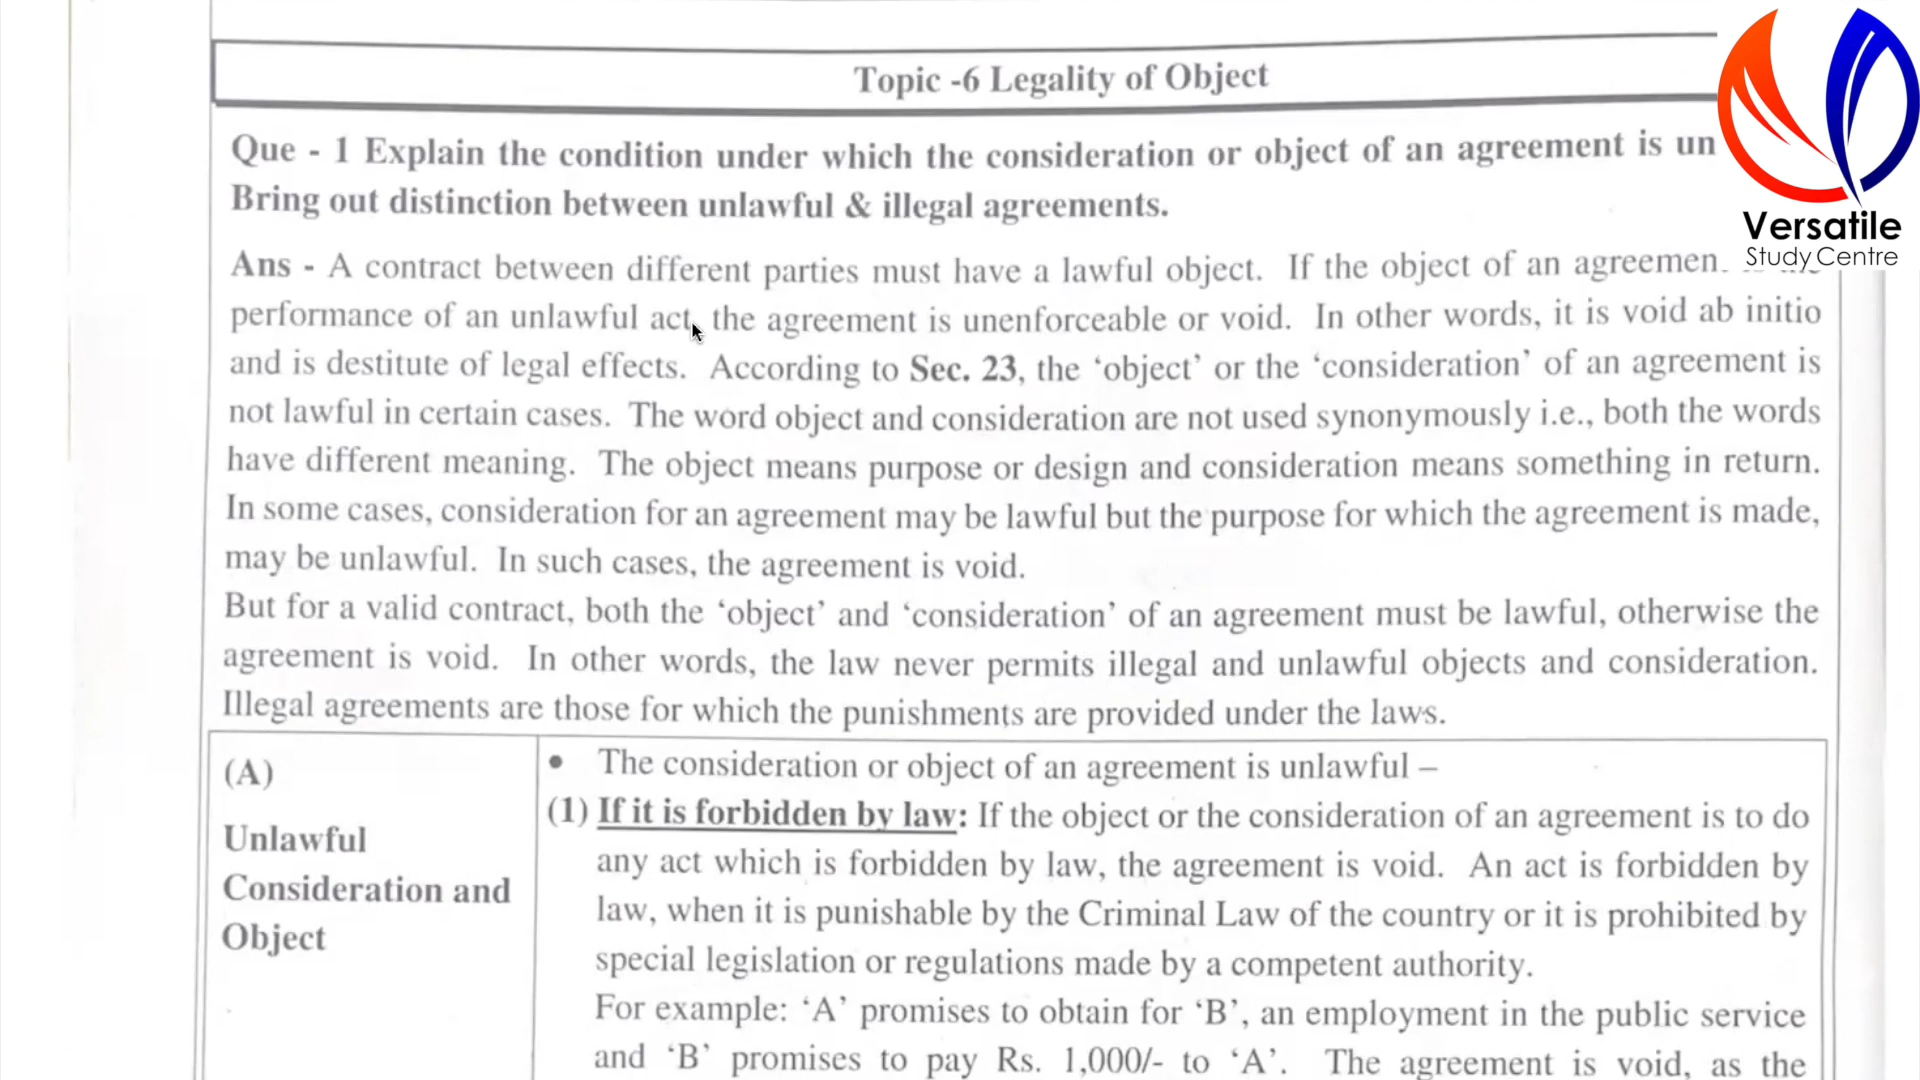 Topic -6 Legality of Object
Que - 1 Explain the condition under which the consideration or object of an agreement is un
Bring out distinction between unlawful & illegal agreements.
Versatile
Study Centre
Ans - A contract between different parties must have a lawful object. If the object of an agreemen
performance of an unlawful act, the agreement is unenforceable or void. In other words, it is void ab initio
and is destitute of legal effects. According to Sec. 23, the ‘object’ or the ‘consideration’ of an agreement is
not lawful in certain cases. The word object and consideration are not used synonymously i.e., both the words
have different meaning. The object means purpose or design and consideration means something in return.
In some cases, consideration for an agreement may be lawful but the purpose for which the agreement is made,
may be unlawful. In such cases, the agreement is void.
But for a valid contract, both the ‘object’ and ‘consideration’ of an agreement must be lawful, otherwise the
agreement is void. In other words, the law never permits illegal and unlawful objects and consideration.
Illegal agreements are those for which the punishments are provided under the laws.
(A)
Unlawful
Consideration and
Object
• The consideration or object of an agreement is unlawful –
(1) If it is forbidden by law: If the object or the consideration of an agreement is to do
any act which is forbidden by law, the agreement is void. An act is forbidden by
law, when it is punishable by the Criminal Law of the country or it is prohibited by
special legislation or regulations made by a competent authority.
For example: ‘A’ promises to obtain for ‘B’, an employment in the public service
and ‘B’ promises to pay Rs. 1,000/- to ‘A’. The agreement is void, as the